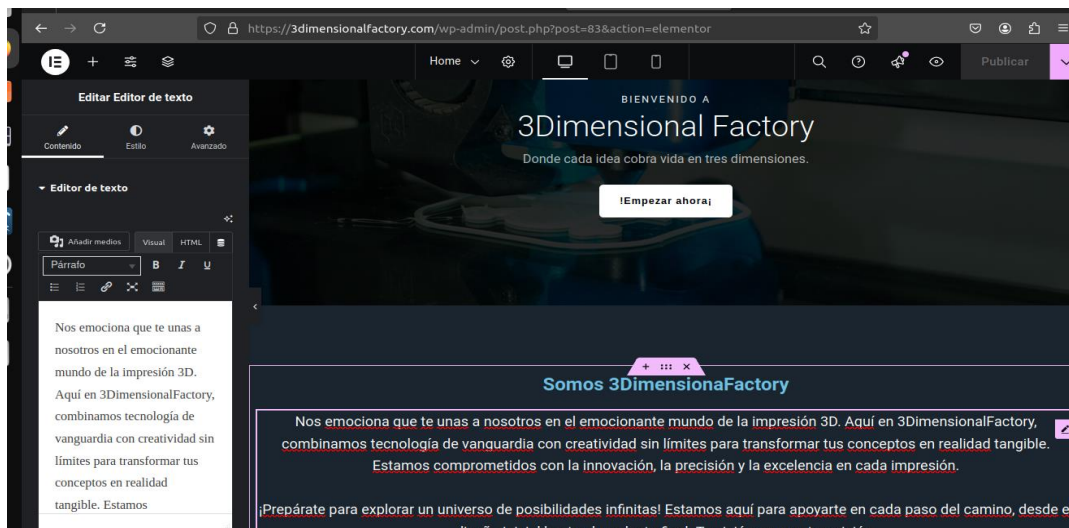 https://3dimensionalfactory.com/wp-admin/post.php?post=83&action=elementor
Home
Publicar
Editar Editor de texto
Contenido
Estilo
Avanzado
Editor de texto
Añadir medios
Visual
HTML
Párrafo
B I U
Nos emociona que te unas a
nosotros en el emocionante
mundo de la impresión 3D.
Aquí en 3DimensionalFactory,
combinamos tecnología de
vanguardia con creatividad sin
límites para transformar tus
conceptos en realidad
tangible. Estamos
BIENVENIDO A
3Dimensional Factory
Donde cada idea cobra vida en tres dimensiones.
!Empezar ahora¡
Somos 3DimensionaFactory
Nos emociona que te unas a nosotros en el emocionante mundo de la impresión 3D. Aquí en 3DimensionalFactory,
combinamos tecnología de vanguardia con creatividad sin límites para transformar tus conceptos en realidad tangible.
Estamos comprometidos con la innovación, la precisión y la excelencia en cada impresión.
¡Prepárate para explorar un universo de posibilidades infinitas! Estamos aquí para apoyarte en cada paso del camino, desde e